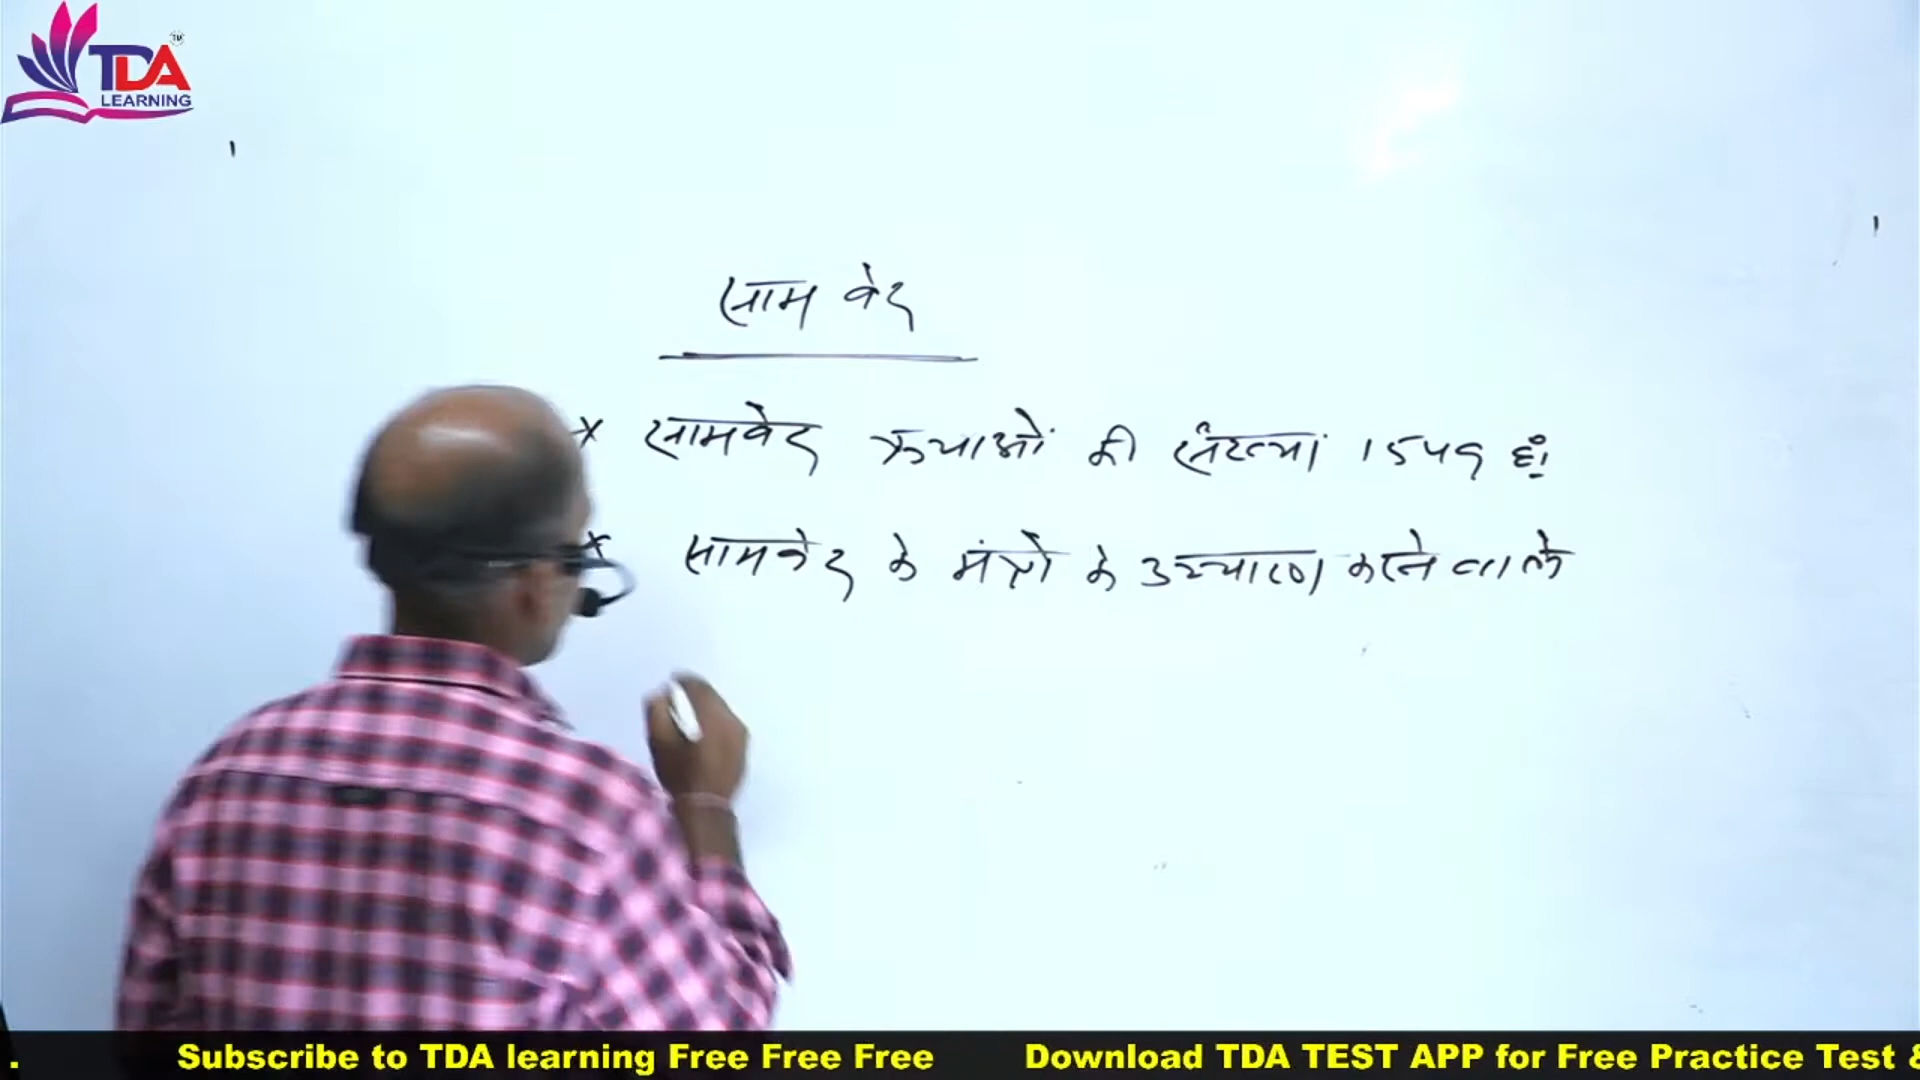 TDA
LEARNING
TM
साम वेद
* सामवेद ऋचाओं की संख्यां 1549 हैं।
* सामवेद के मंत्रो के उच्चारण करने वाले
. Subscribe to TDA learning Free Free Free Download TDA TEST APP for Free Practice Test &